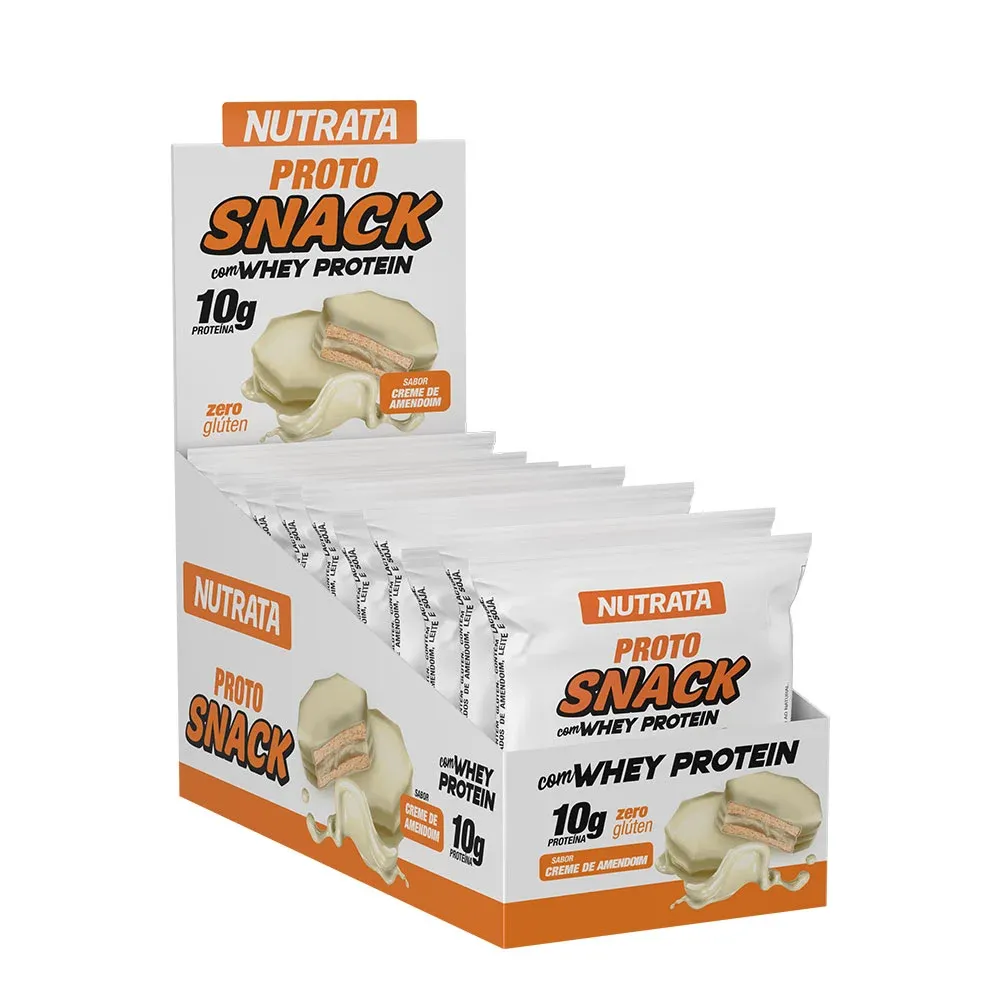 NUTRATA
PROTO
SNACK
com WHEY PROTEIN
10g
PROTEÍNA
SABOR
CREME DE
AMENDOIM
zero
glúten
NUTRATA
PROTO
SNACK
com WHEY
PROTEIN
SABOR
CREME DE
AMENDOIM
10g
PROTEÍNA
NUTRATA
PROTO
SNACK
com WHEY PROTEIN
com WHEY PROTEIN
10g
PROTEÍNA
zero
glúten
SABOR
CREME DE AMENDOIM